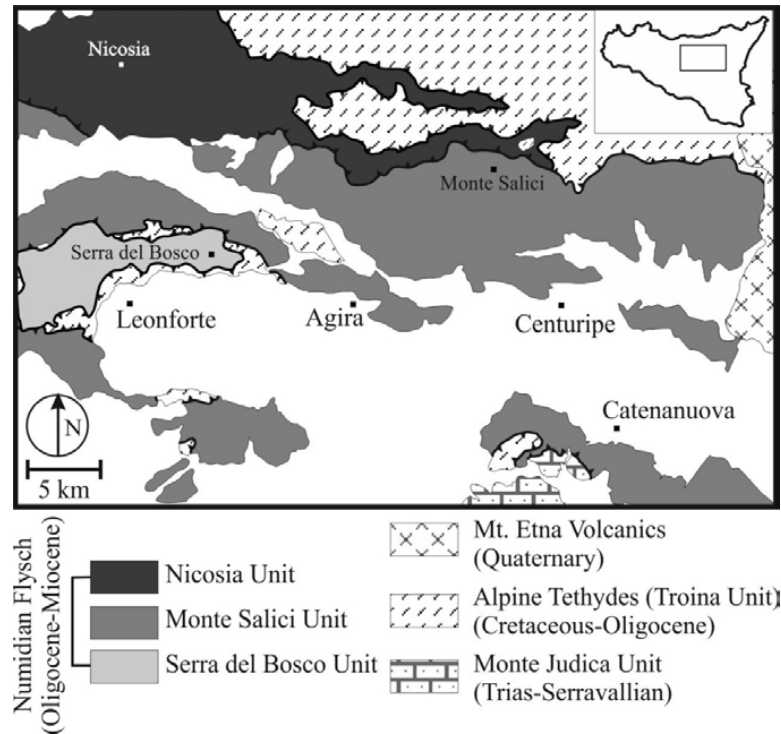 Nicosia
Monte Salici
Serra del Bosco
Leonforte
Agira
Centuripe
Catenanuova
N
5 km
Numidian Flysch
(Oligocene-Miocene)
Nicosia Unit
Monte Salici Unit
Serra del Bosco Unit
Mt. Etna Volcanics
(Quaternary)
Alpine Tethydes (Troina Unit)
(Cretaceous-Oligocene)
Monte Judica Unit
(Trias-Serravallian)